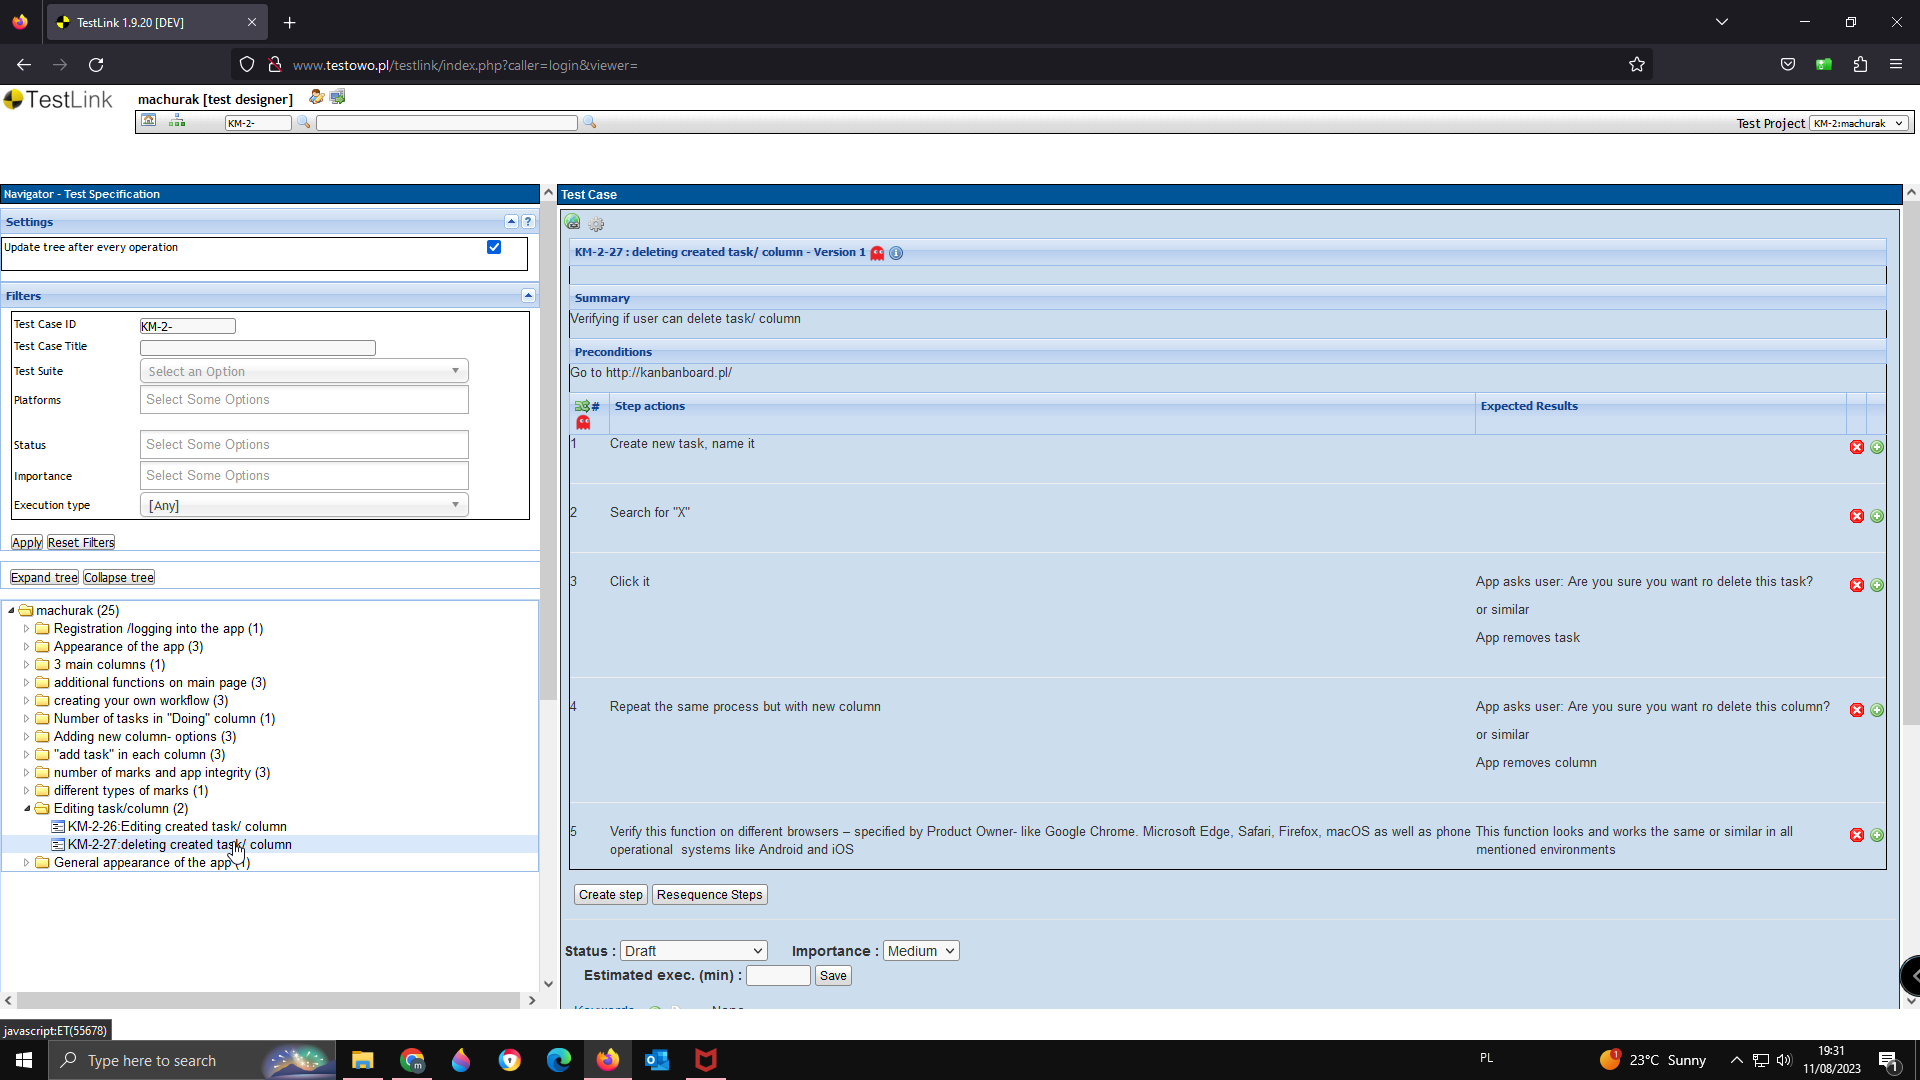 TestLink 1.9.20 [DEV]
www.testowo.pl/testlink/index.php?caller=login&viewer=
TestLink
machurak [test designer]
KM-2-
Test Project KM-2:machurak
Navigator - Test Specification
Settings
Update tree after every operation
Filters
Test Case ID KM-2-
Test Case Title
Test Suite Select an Option
Platforms Select Some Options
Status Select Some Options
Importance Select Some Options
Execution type [Any]
Apply Reset Filters
Expand tree Collapse tree
machurak (25)
Registration /logging into the app (1)
Appearance of the app (3)
3 main columns (1)
additional functions on main page (3)
creating your own workflow (3)
Number of tasks in "Doing" column (1)
Adding new column- options (3)
"add task" in each column (3)
number of marks and app integrity (3)
different types of marks (1)
Editing task/column (2)
KM-2-26:Editing created task/ column
KM-2-27:deleting created task/ column
General appearance of the app (1)
Test Case
KM-2-27 : deleting created task/ column - Version 1
Summary
Verifying if user can delete task/ column
Preconditions
Go to http://kanbanboard.pl/
# Step actions Expected Results
1 Create new task, name it
2 Search for "X"
3 Click it App asks user: Are you sure you want ro delete this task?
or similar
App removes task
4 Repeat the same process but with new column App asks user: Are you sure you want ro delete this column?
or similar
App removes column
5 Verify this function on different browsers – specified by Product Owner- like Google Chrome. Microsoft Edge, Safari, Firefox, macOS as well as phone This function looks and works the same or similar in all
operational systems like Android and iOS mentioned environments
Create step Resequence Steps
Status : Draft Importance : Medium
Estimated exec. (min) : Save
javascript:ET(55678)
Type here to search
PL
1
23°C Sunny
19:31
11/08/2023
1